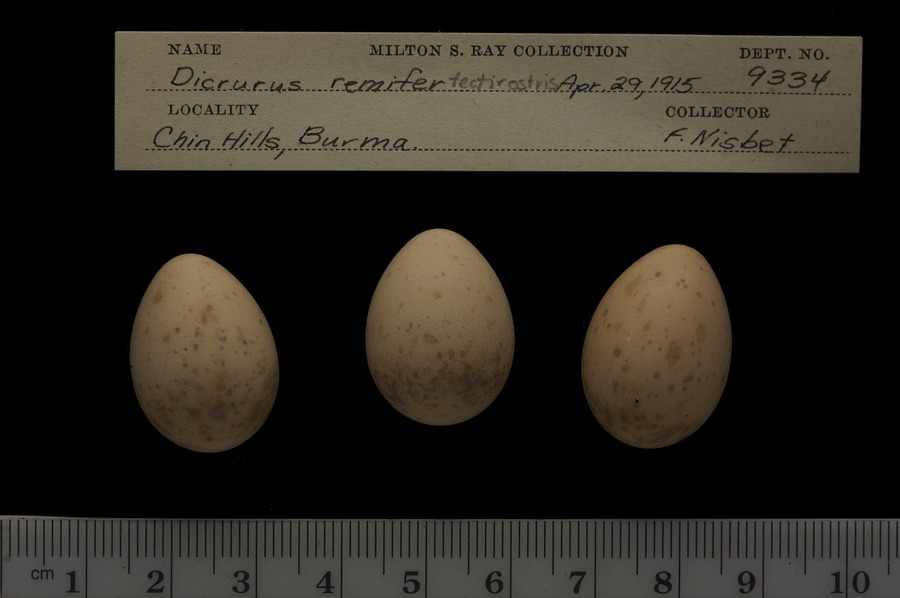 NAME MILTON S. RAY COLLECTION DEPT. NO.
Dicrurus remifer tectirostris Apr. 29, 1915 9334
LOCALITY COLLECTOR
Chin Hills, Burma. F. Nisbet
cm 1 2 3 4 5 6 7 8 9 10